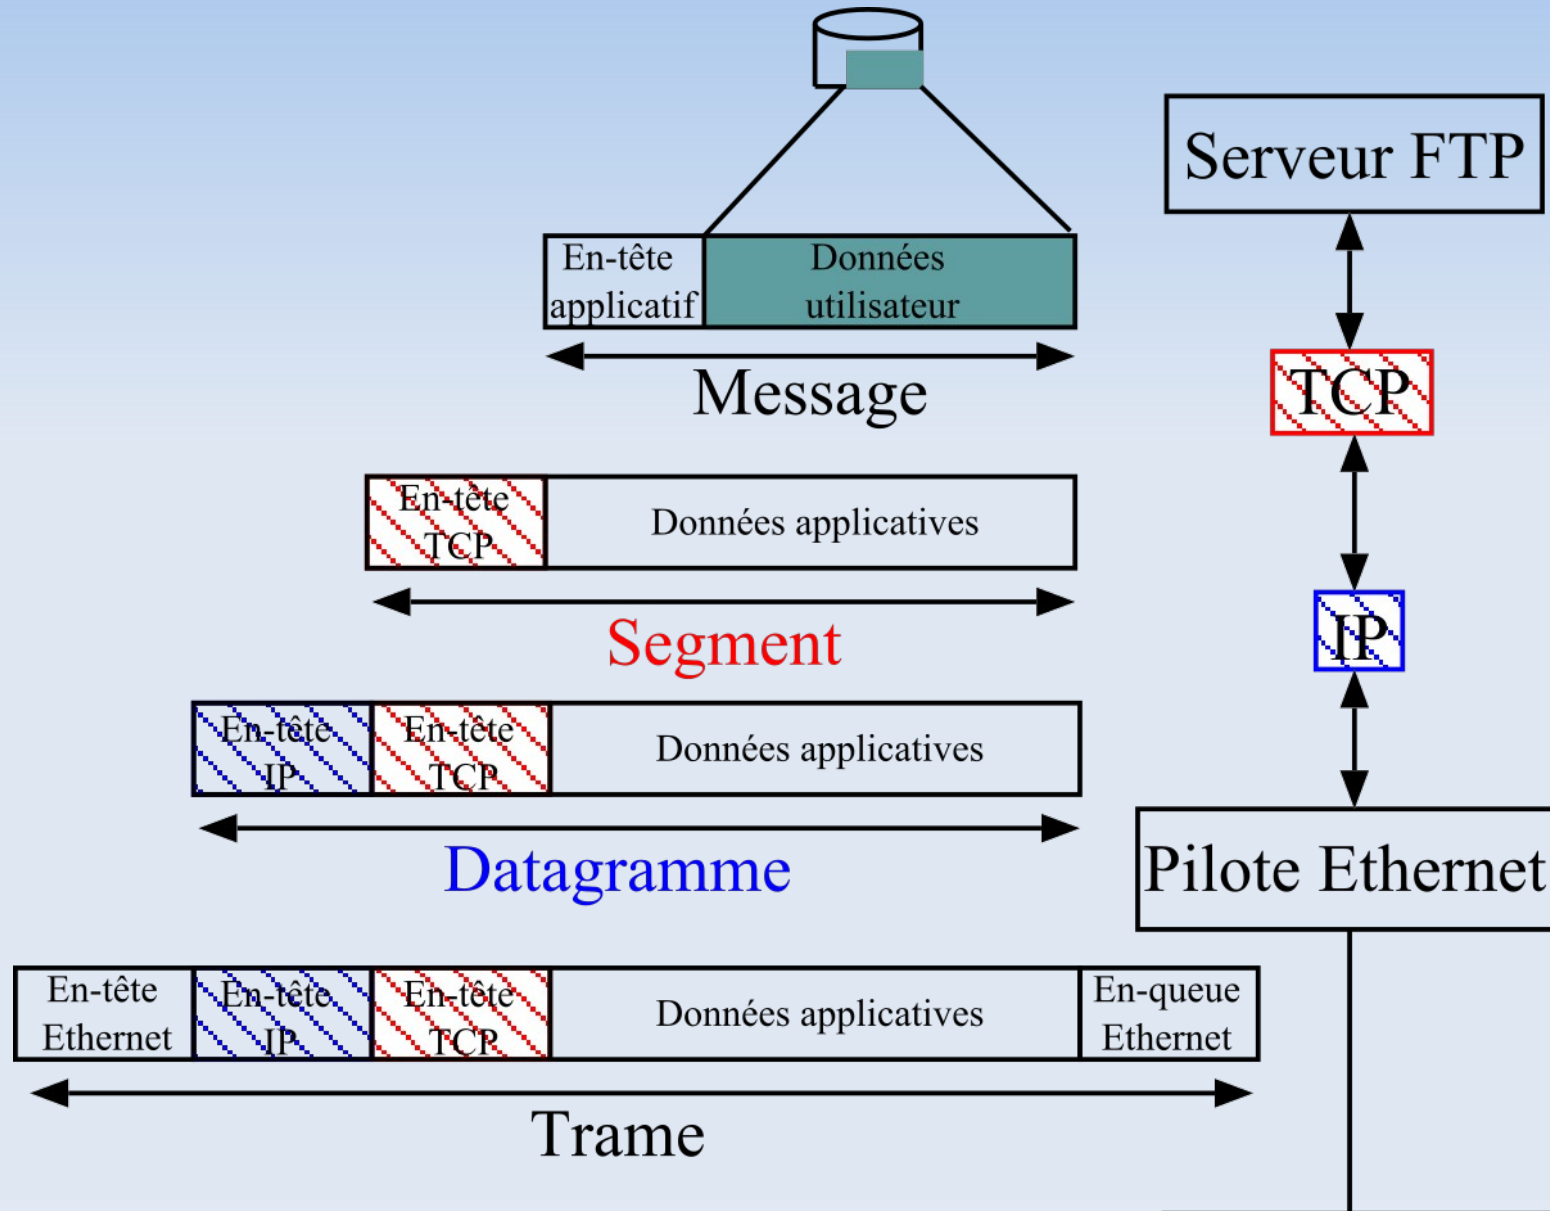 Serveur FTP
En-tête
applicatif
Données
utilisateur
Message
TCP
En-tête
TCP
Données applicatives
Segment
IP
En-tête
IP
En-tête
TCP
Données applicatives
Datagramme
Pilote Ethernet
En-tête
Ethernet
En-tête
IP
En-tête
TCP
Données applicatives
En-queue
Ethernet
Trame